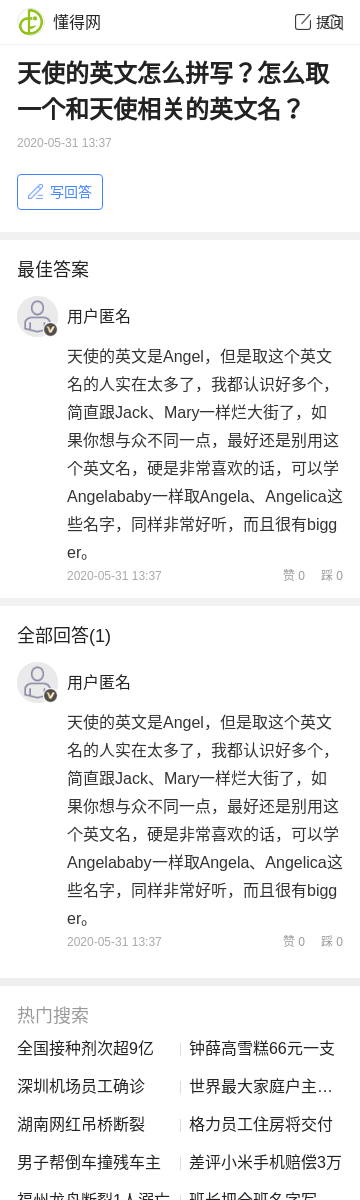 懂得网
提问
天使的英文怎么拼写？怎么取
一个和天使相关的英文名？
2020-05-31 13:37
写回答
最佳答案
用户匿名
天使的英文是Angel，但是取这个英文
名的人实在太多了，我都认识好多个，
简直跟Jack、Mary一样烂大街了，如
果你想与众不同一点，最好还是别用这
个英文名，硬是非常喜欢的话，可以学
Angelababy一样取Angela、Angelica这
些名字，同样非常好听，而且很有bigg
er。
2020-05-31 13:37 赞 0 踩 0
全部回答(1)
用户匿名
天使的英文是Angel，但是取这个英文
名的人实在太多了，我都认识好多个，
简直跟Jack、Mary一样烂大街了，如
果你想与众不同一点，最好还是别用这
个英文名，硬是非常喜欢的话，可以学
Angelababy一样取Angela、Angelica这
些名字，同样非常好听，而且很有bigg
er。
2020-05-31 13:37 赞 0 踩 0
热门搜索
全国接种剂次超9亿 钟薛高雪糕66元一支
深圳机场员工确诊 世界最大家庭户主…
湖南网红吊桥断裂 格力员工住房将交付
男子帮倒车撞残车主 差评小米手机赔偿3万
福州龙舟断裂1人溺亡 班长把全班名字写